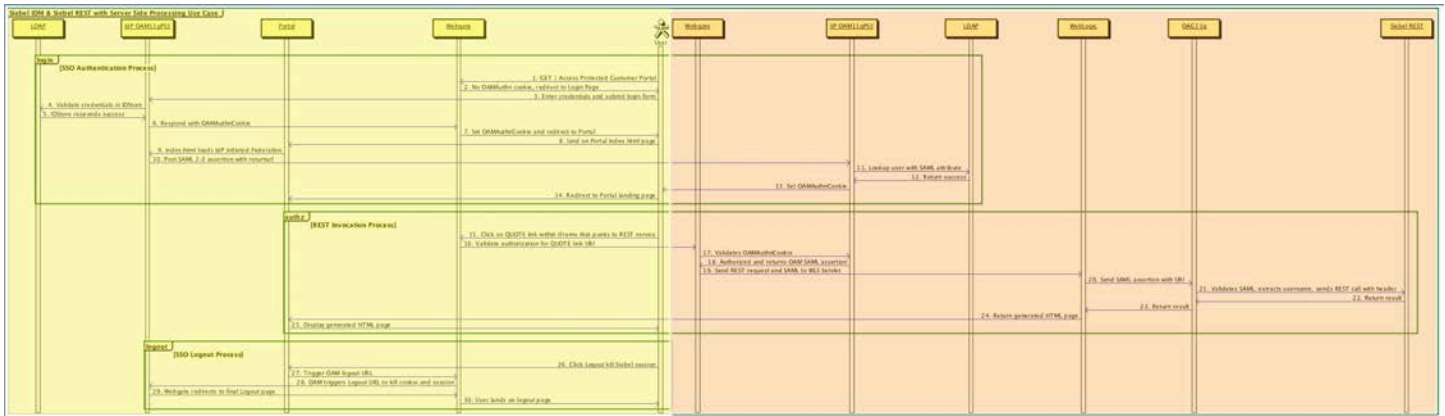 Siebel IDM & Siebel REST with Server Side Processing Use Case
LDAP
IdP OAM11gPS3
Portal
Webgate
User
Webgate
SP OAM11gPS3
LDAP
WebLogic
OAG11g
Siebel REST
login
[SSO Authentication Process]
1. GET | Access Protected Customer Portal
2. No OAMAuthn cookie, redirect to Login Page
3. Enter credentials and submit login form
4. Validate credentials in IDStore
5. IDStore responds success
6. Respond with OAMAuthnCookie
7. Set OAMAuthnCookie and redirect to Portal
8. land on Portal index.html page
9. index.html loads IdP Initiated Federation
10. Post SAML 2.0 assertion with returnurl
11. Lookup user with SAML attribute
12. Return success
13. Set OAMAuthnCookie
14. Redirect to Portal landing page
authz
[REST Invocation Process]
15. Click on QUOTE link within iframe that points to REST service
16. Validate authorization for QUOTE link URI
17. Validates OAMAuthnCookie
18. Authorized and returns OAM SAML assertion
19. Send REST request and SAML to WLS Servlet
20. Send SAML assertion with URI
21. Validates SAML, extracts username, sends REST call with header
22. Return result
23. Return result
24. Return generated HTML page
25. Display generated HTML page
logout
[SSO Logout Process]
26. Click Logout kill Siebel session
27. Trigger OAM logout URL
28. OAM triggers Logout URL to kill cookie and session
29. Webgate redirects to final Logout page
30. User lands on logout page